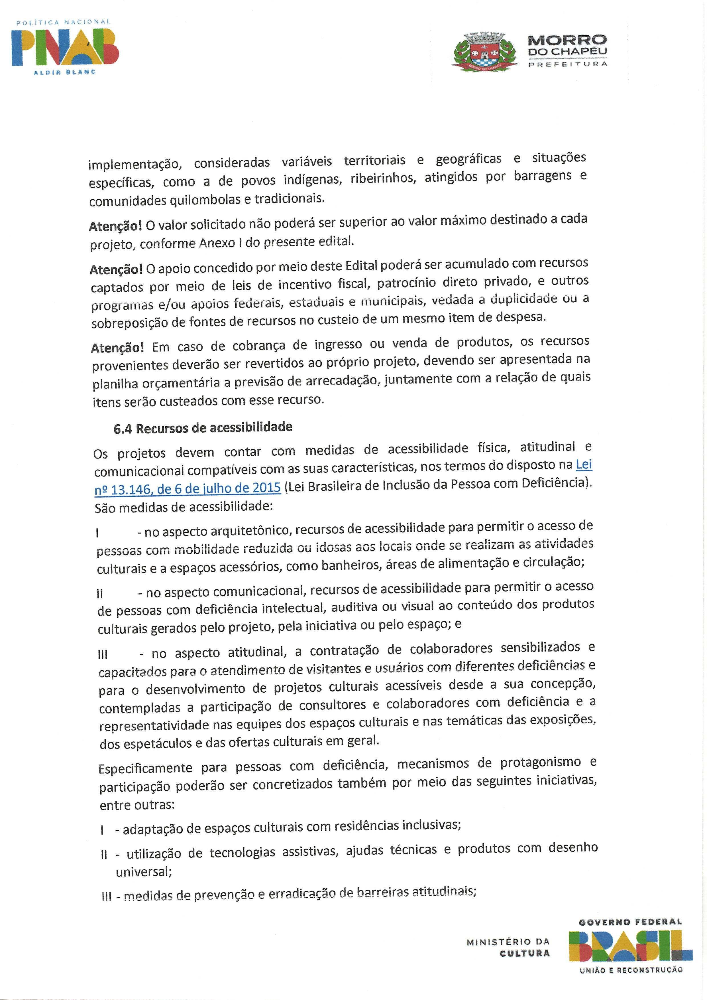 POLÍTICA NACIONAL
PNAB
ALDIR BLANC
MORRO
DO CHAPÉU
PREFEITURA
MORRO DO CHAPÉU
implementação, consideradas variáveis territoriais e geográficas e situações
específicas, como a de povos indígenas, ribeirinhos, atingidos por barragens e
comunidades quilombolas e tradicionais.
Atenção! O valor solicitado não poderá ser superior ao valor máximo destinado a cada
projeto, conforme Anexo I do presente edital.
Atenção! O apoio concedido por meio deste Edital poderá ser acumulado com recursos
captados por meio de leis de incentivo fiscal, patrocínio direto privado, e outros
programas e/ou apoios federais, estaduais e municipais, vedada a duplicidade ou a
sobreposição de fontes de recursos no custeio de um mesmo item de despesa.
Atenção! Em caso de cobrança de ingresso ou venda de produtos, os recursos
provenientes deverão ser revertidos ao próprio projeto, devendo ser apresentada na
planilha orçamentária a previsão de arrecadação, juntamente com a relação de quais
itens serão custeados com esse recurso.
6.4 Recursos de acessibilidade
Os projetos devem contar com medidas de acessibilidade física, atitudinal e
comunicacional compatíveis com as suas características, nos termos do disposto na Lei
nº 13.146, de 6 de julho de 2015 (Lei Brasileira de Inclusão da Pessoa com Deficiência).
São medidas de acessibilidade:
I - no aspecto arquitetônico, recursos de acessibilidade para permitir o acesso de
pessoas com mobilidade reduzida ou idosas aos locais onde se realizam as atividades
culturais e a espaços acessórios, como banheiros, áreas de alimentação e circulação;
II - no aspecto comunicacional, recursos de acessibilidade para permitir o acesso
de pessoas com deficiência intelectual, auditiva ou visual ao conteúdo dos produtos
culturais gerados pelo projeto, pela iniciativa ou pelo espaço; e
III - no aspecto atitudinal, a contratação de colaboradores sensibilizados e
capacitados para o atendimento de visitantes e usuários com diferentes deficiências e
para o desenvolvimento de projetos culturais acessíveis desde a sua concepção,
contempladas a participação de consultores e colaboradores com deficiência e a
representatividade nas equipes dos espaços culturais e nas temáticas das exposições,
dos espetáculos e das ofertas culturais em geral.
Especificamente para pessoas com deficiência, mecanismos de protagonismo e
participação poderão ser concretizados também por meio das seguintes iniciativas,
entre outras:
I - adaptação de espaços culturais com residências inclusivas;
II - utilização de tecnologias assistivas, ajudas técnicas e produtos com desenho
universal;
III - medidas de prevenção e erradicação de barreiras atitudinais;
MINISTÉRIO DA
CULTURA
GOVERNO FEDERAL
BRASIL
UNIÃO E RECONSTRUÇÃO